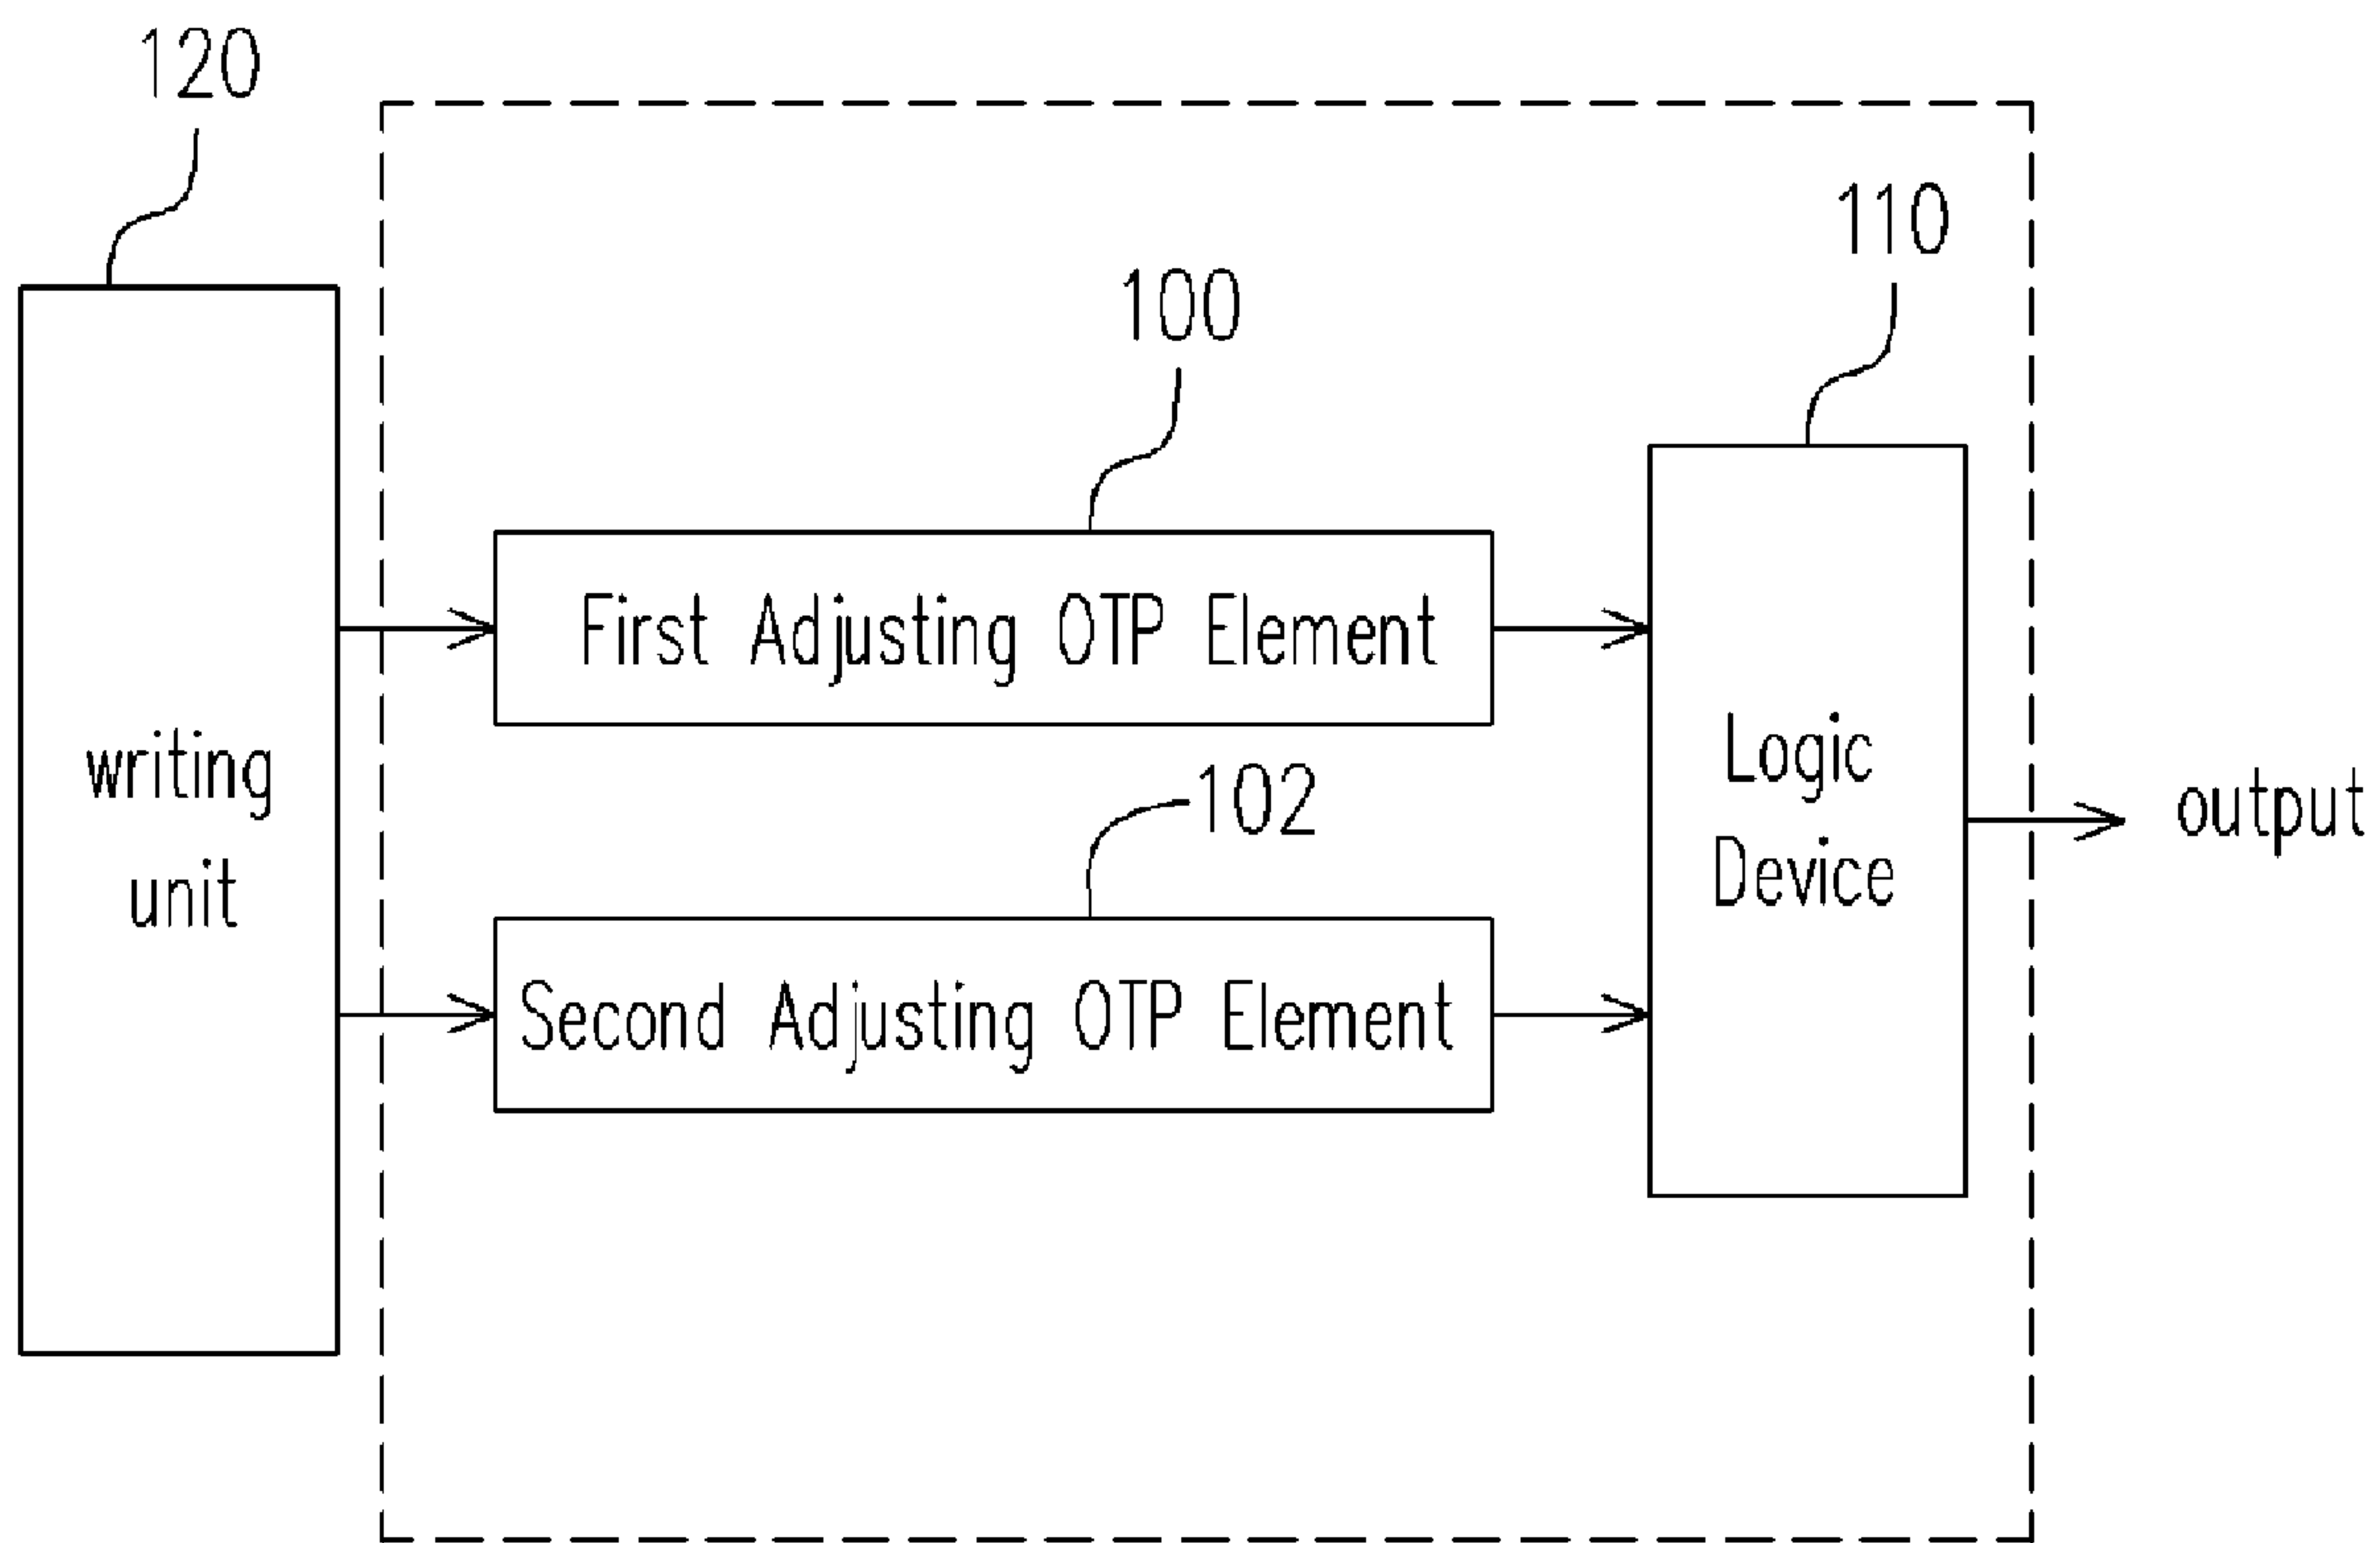 120
110
100
First Adjusting OTP Element
writing
unit
102
Logic
Device
output
Second Adjusting OTP Element